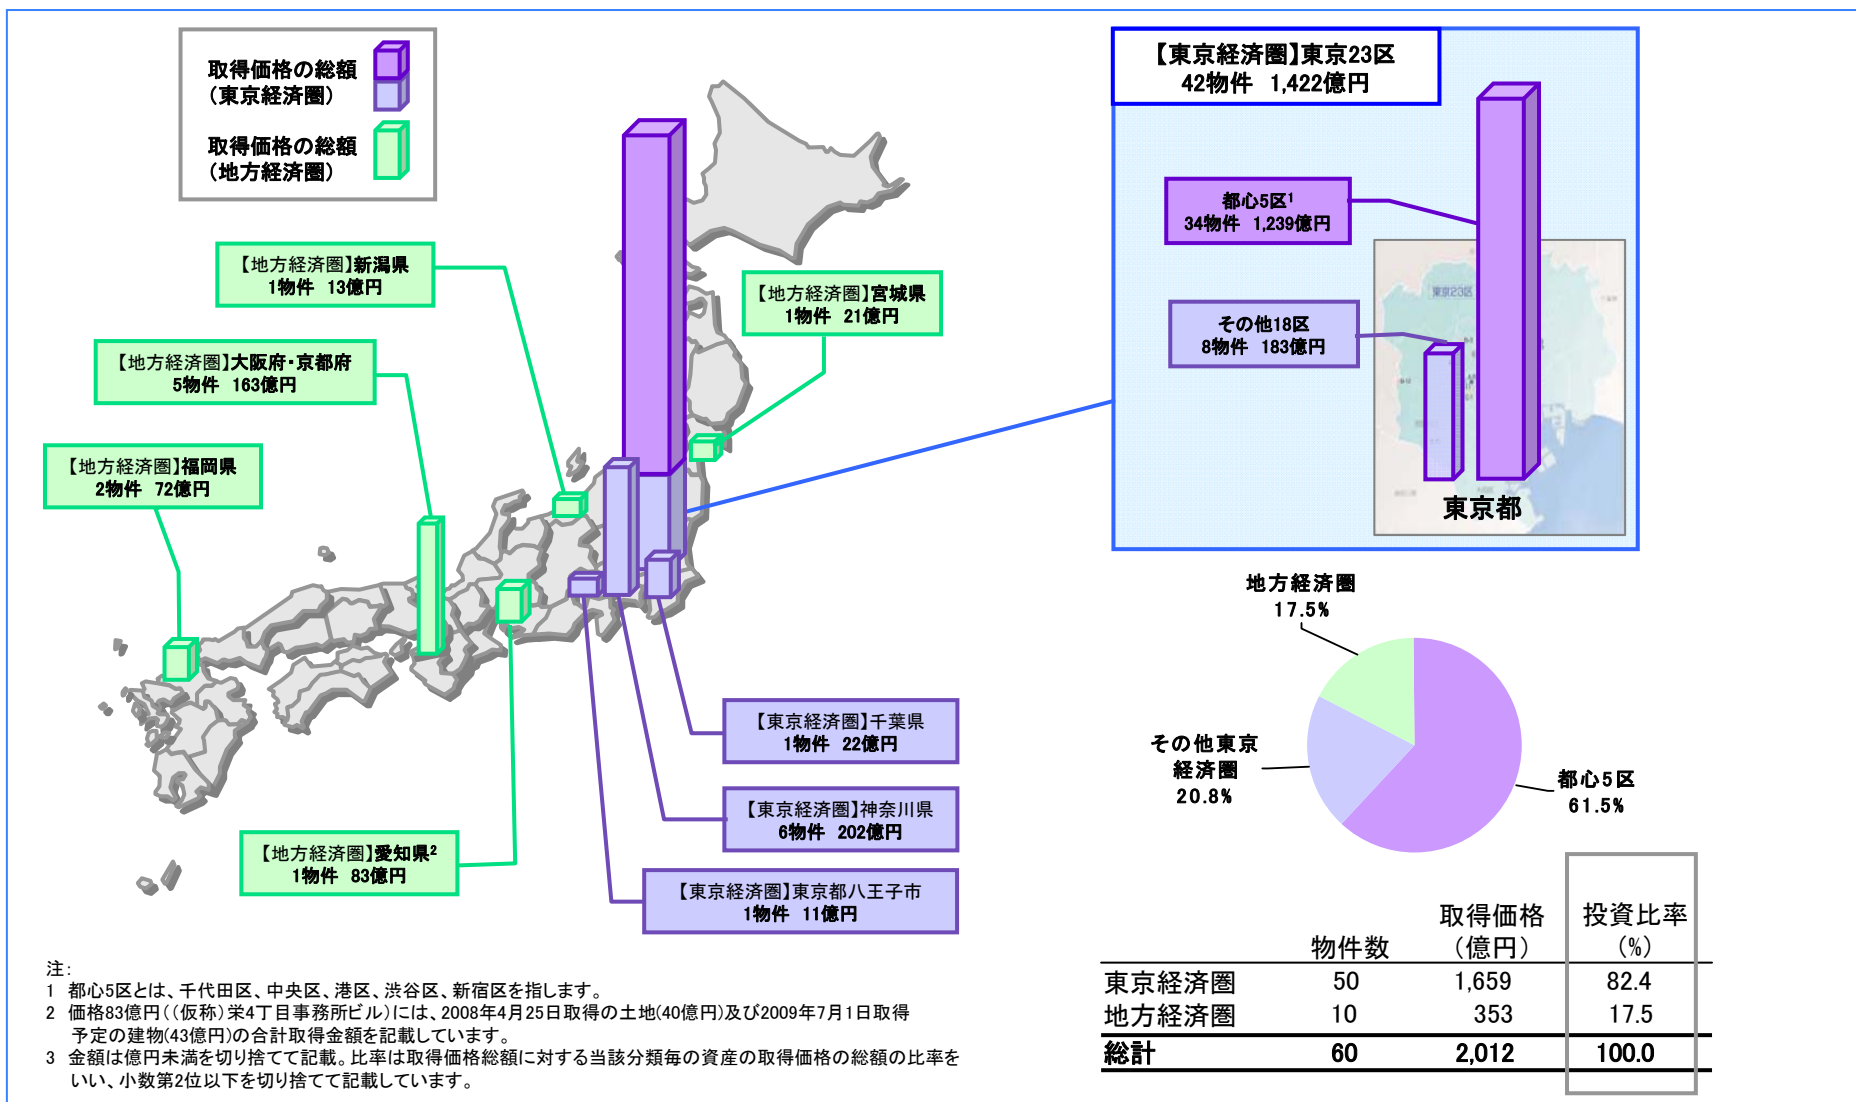 取得価格の総額
（東京経済圏）
取得価格の総額
（地方経済圏）
【地方経済圏】新潟県
1物件 13億円
【地方経済圏】宮城県
1物件 21億円
【地方経済圏】大阪府・京都府
5物件 163億円
【地方経済圏】福岡県
2物件 72億円
【地方経済圏】愛知県2
1物件 83億円
【東京経済圏】千葉県
1物件 22億円
【東京経済圏】神奈川県
6物件 202億円
【東京経済圏】東京都八王子市
1物件 11億円
【東京経済圏】東京23区
42物件 1,422億円
都心5区1
34物件 1,239億円
東京23区
その他18区
8物件 183億円
東京都
地方経済圏
17.5%
その他東京
経済圏
20.8%
都心5区
61.5%
物件数 取得価格（億円） 投資比率（%）
東京経済圏 50 1,659 82.4
地方経済圏 10 353 17.5
総計 60 2,012 100.0
注：
1 都心5区とは、千代田区、中央区、港区、渋谷区、新宿区を指します。
2 価格83億円（（仮称）栄4丁目事務所ビル）には、2008年4月25日取得の土地(40億円)及び2009年7月1日取得
予定の建物(43億円)の合計取得金額を記載しています。
3 金額は億円未満を切り捨てて記載。比率は取得価格総額に対する当該分類毎の資産の取得価格の総額の比率を
いい、小数第2位以下を切り捨てて記載しています。